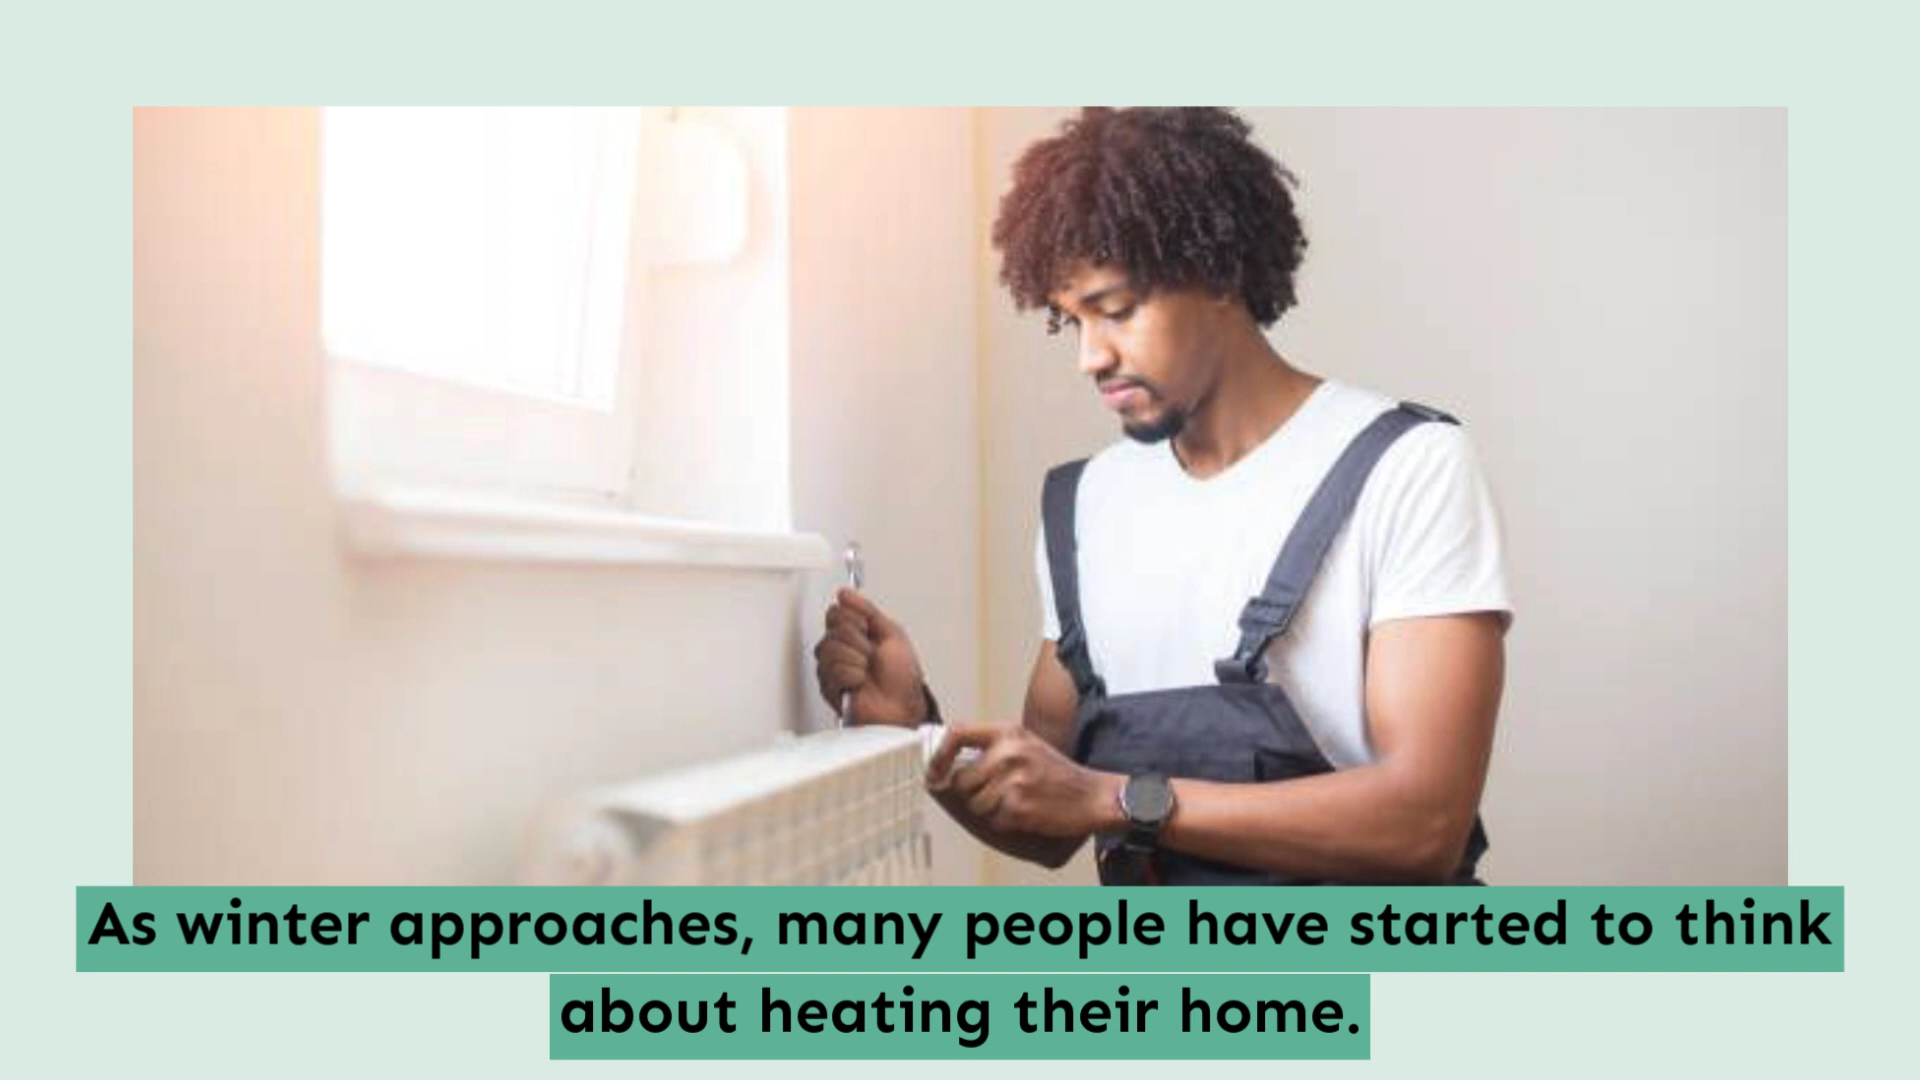 As winter approaches, many people have started to think
about heating their home.